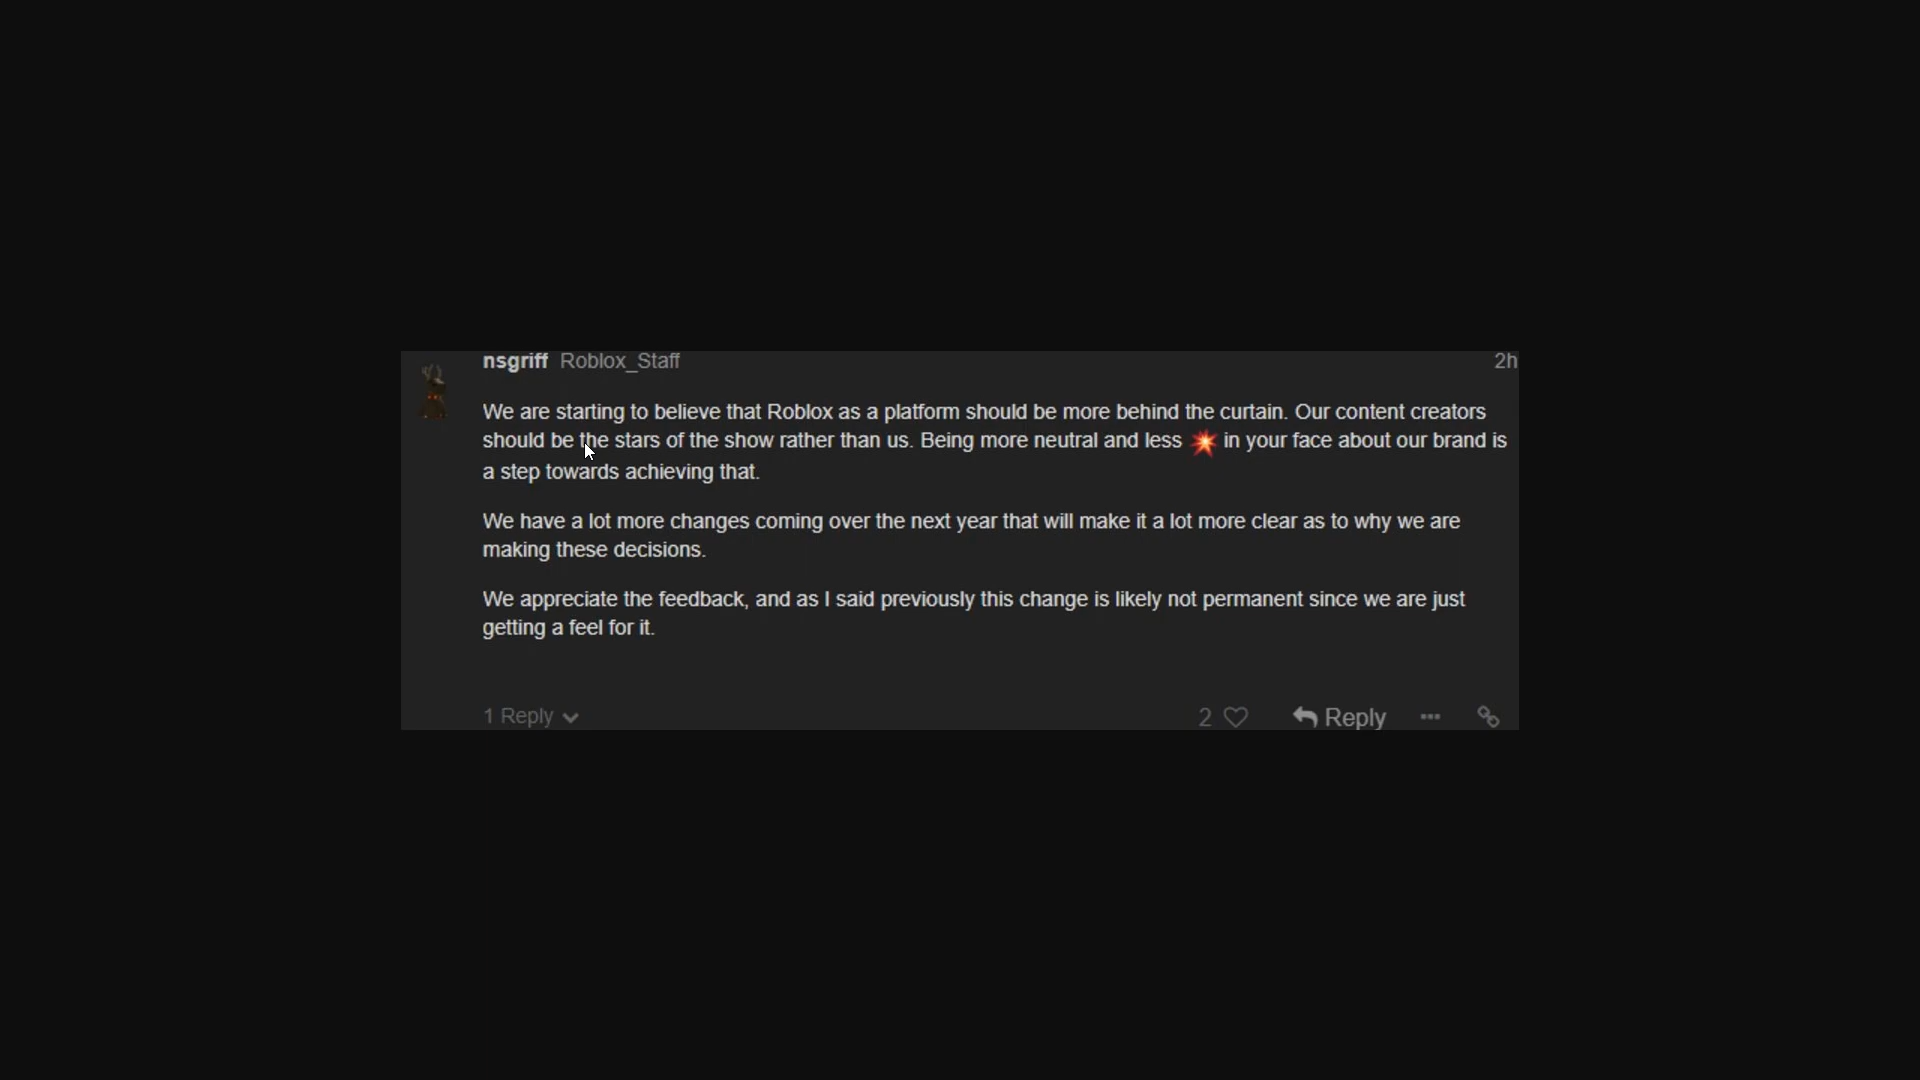 nsgriff Roblox_Staff 2h
We are starting to believe that Roblox as a platform should be more behind the curtain. Our content creators
should be the stars of the show rather than us. Being more neutral and less 💥 in your face about our brand is
a step towards achieving that.
We have a lot more changes coming over the next year that will make it a lot more clear as to why we are
making these decisions.
We appreciate the feedback, and as I said previously this change is likely not permanent since we are just
getting a feel for it.
1 Reply 2 Reply